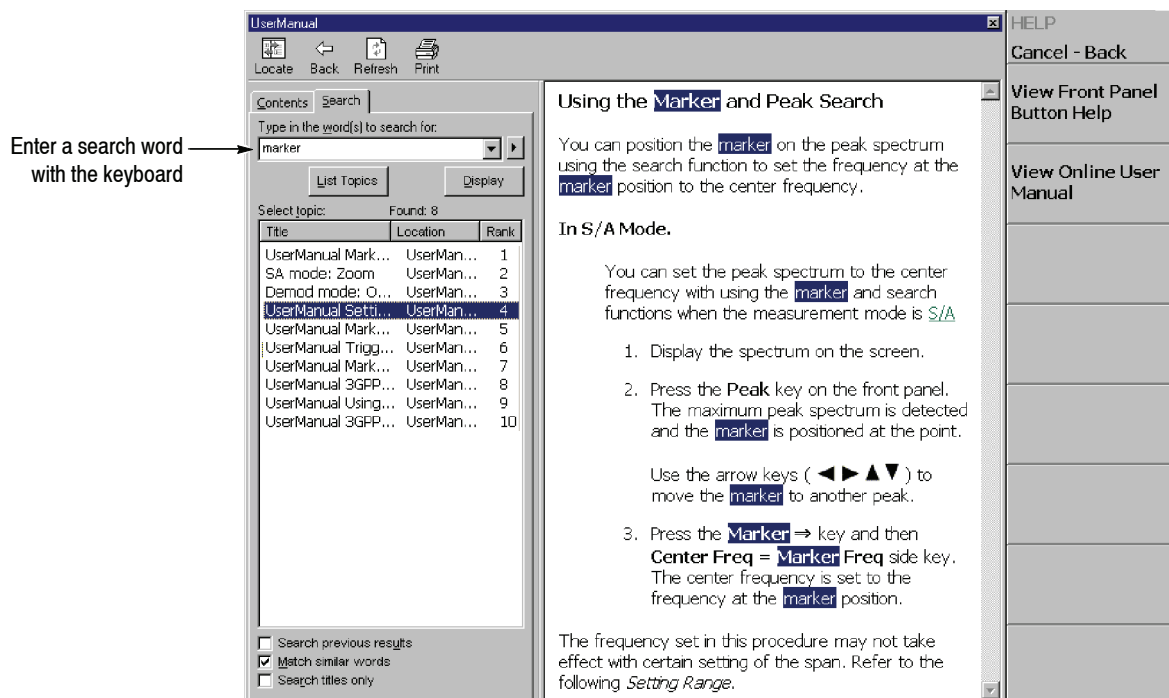 UserManual
Locate Back Refresh Print
Contents Search
Type in the word(s) to search for:
marker
List Topics Display
Select topic: Found: 8
Title Location Rank
UserManual Mark... UserMan... 1
SA mode: Zoom UserMan... 2
Demod mode: O... UserMan... 3
UserManual Setti... UserMan... 4
UserManual Mark... UserMan... 5
UserManual Trigg... UserMan... 6
UserManual Mark... UserMan... 7
UserManual 3GPP... UserMan... 8
UserManual Using... UserMan... 9
UserManual 3GPP... UserMan... 10
Search previous results
Match similar words
Search titles only
Enter a search word
with the keyboard
Using the Marker and Peak Search
You can position the marker on the peak spectrum
using the search function to set the frequency at the
marker position to the center frequency.
In S/A Mode.
You can set the peak spectrum to the center
frequency with using the marker and search
functions when the measurement mode is S/A
1. Display the spectrum on the screen.
2. Press the Peak key on the front panel.
The maximum peak spectrum is detected
and the marker is positioned at the point.
Use the arrow keys ( ◀ ▶ ▲ ▼ ) to
move the marker to another peak.
3. Press the Marker ⇒ key and then
Center Freq = Marker Freq side key.
The center frequency is set to the
frequency at the marker position.
The frequency set in this procedure may not take
effect with certain setting of the span. Refer to the
following Setting Range.
HELP
Cancel - Back
View Front Panel
Button Help
View Online User
Manual